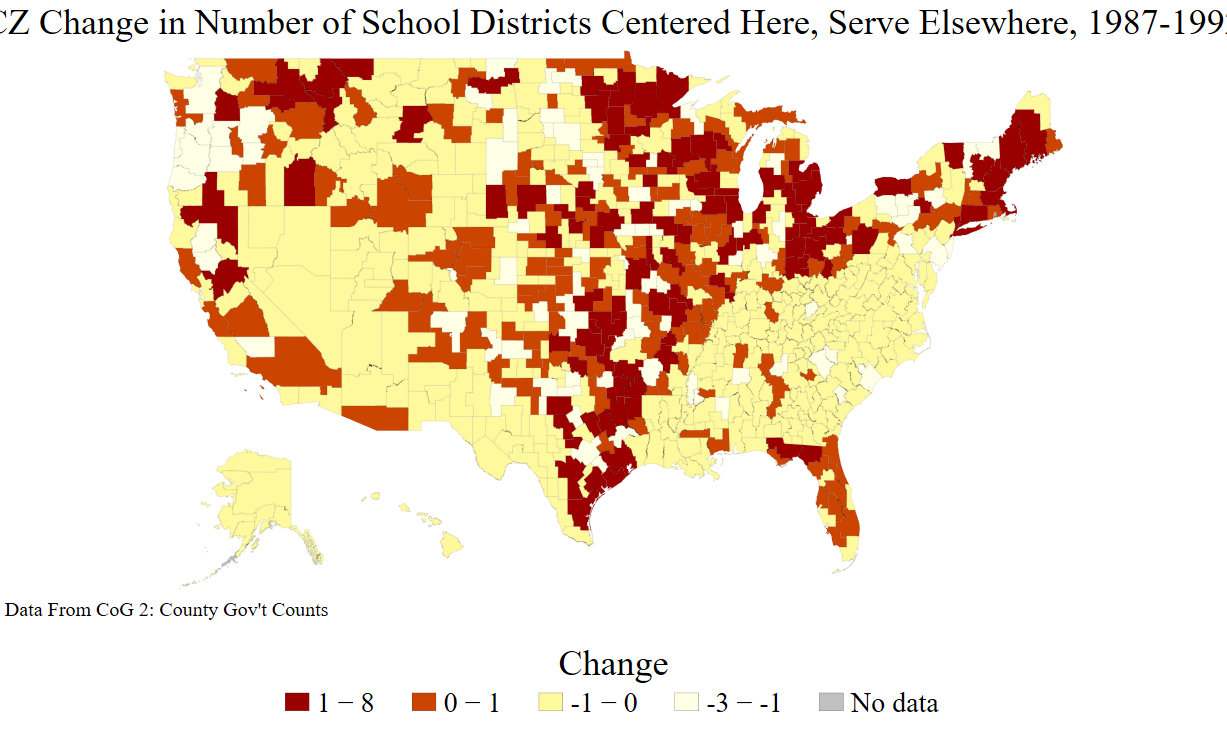 CZ Change in Number of School Districts Centered Here, Serve Elsewhere, 1987-199
Data From CoG 2: County Gov't Counts
Change
1 − 8
0 − 1
-1 − 0
-3 − -1
No data